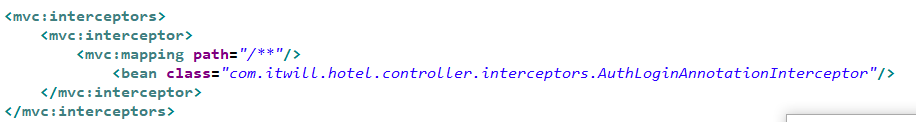 <mvc:interceptors>
<mvc:interceptor>
<mvc:mapping path="/**"/>
<bean class="com.itwill.hotel.controller.interceptors.AuthLoginAnnotationInterceptor"/>
</mvc:interceptor>
</mvc:interceptors>